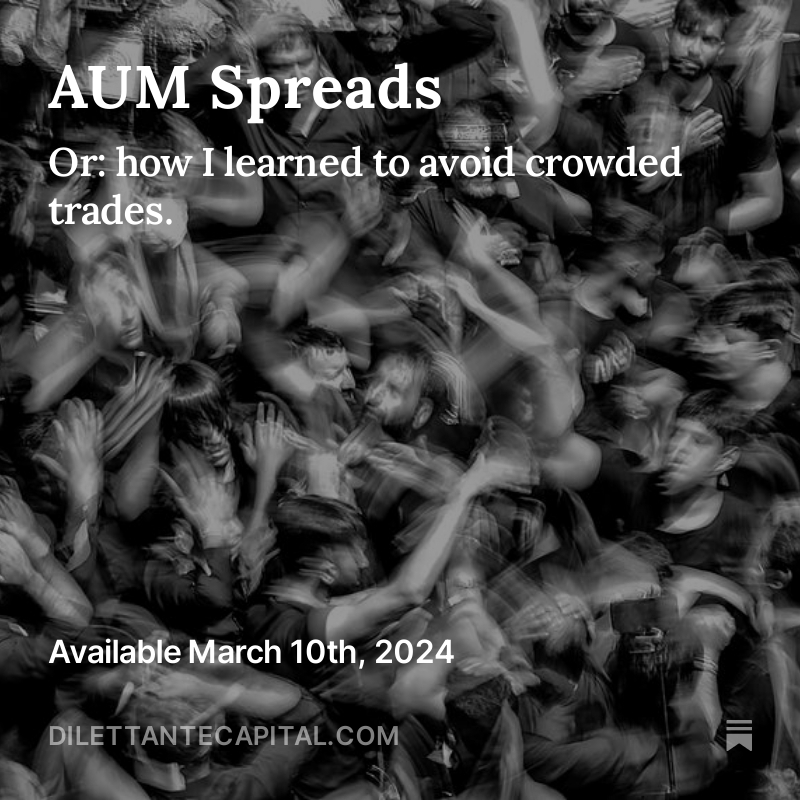 AUM Spreads
Or: how I learned to avoid crowded
trades.
Available March 10th, 2024
DILETTANTECAPITAL.COM